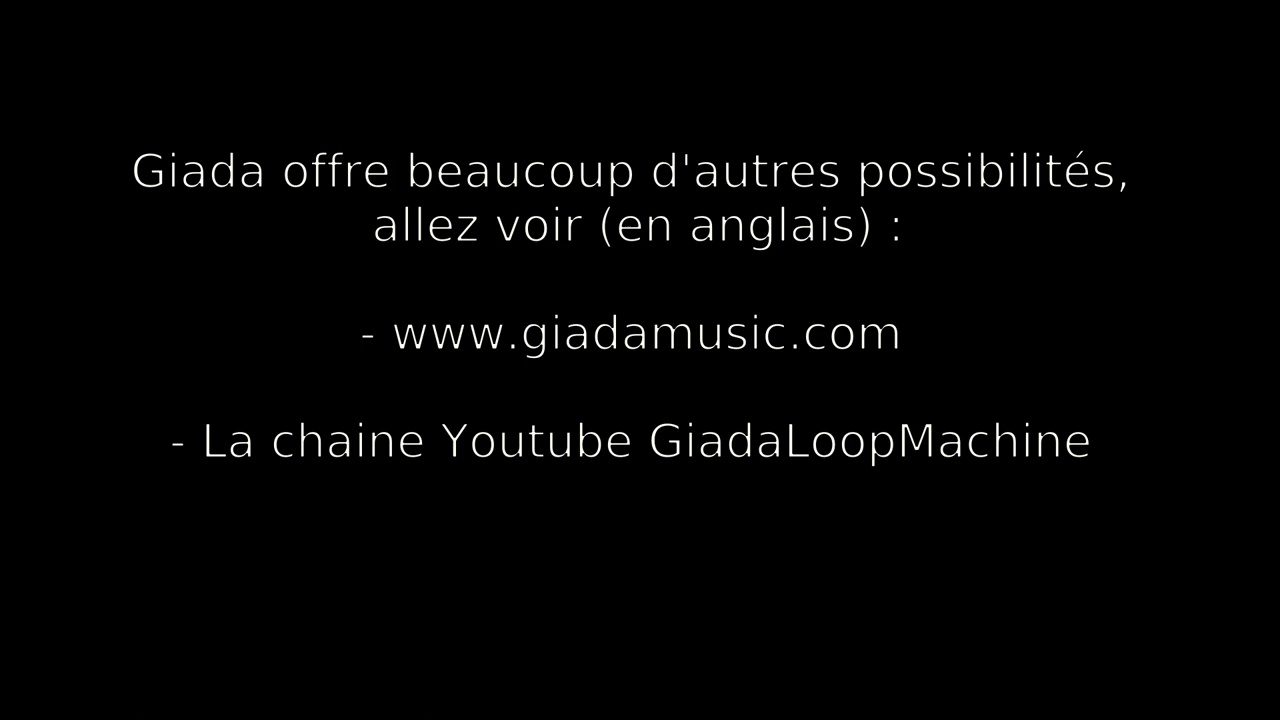 Giada offre beaucoup d'autres possibilités,
allez voir (en anglais) :
- www.giadamusic.com
- La chaine Youtube GiadaLoopMachine